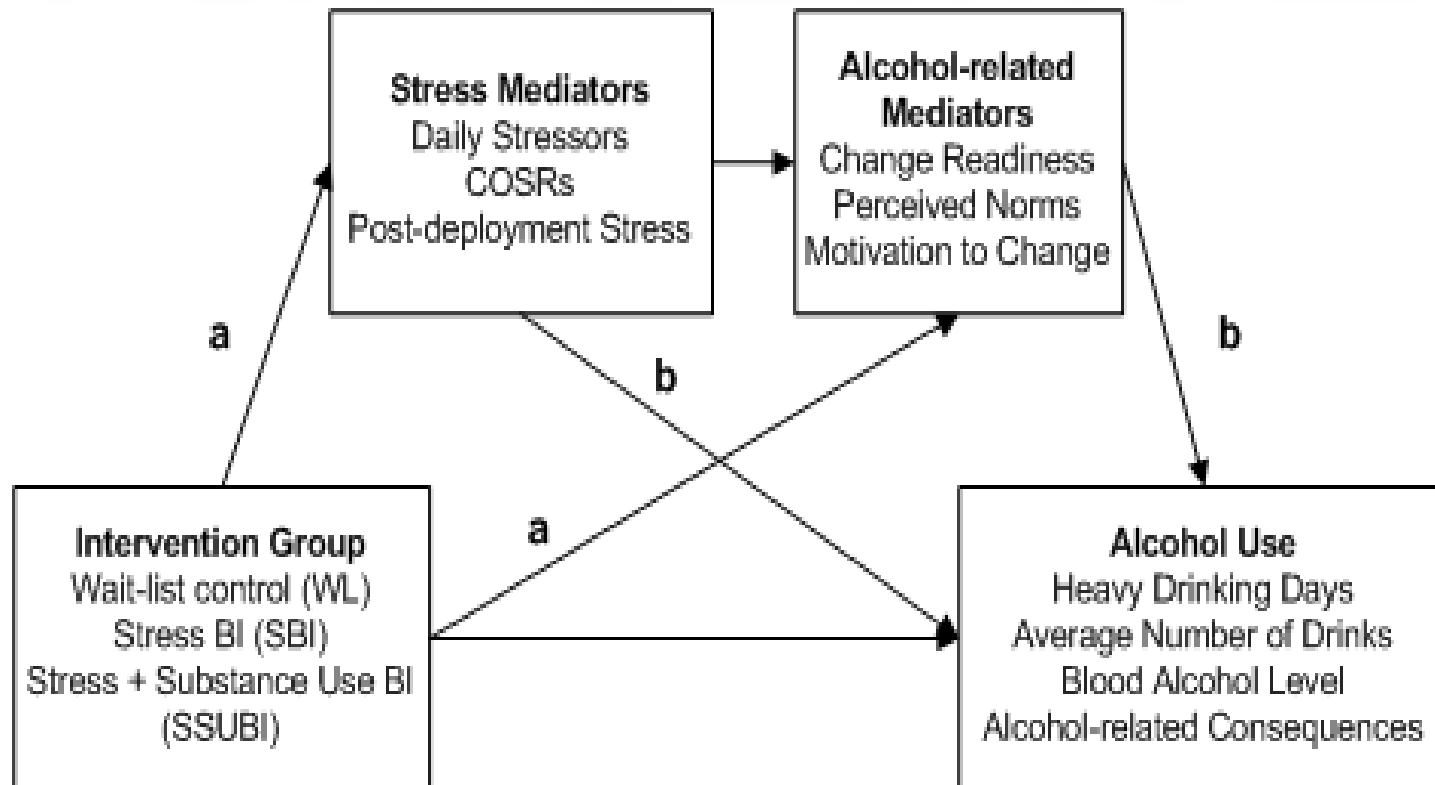 Stress Mediators
Daily Stressors
COSRs
Post-deployment Stress
Alcohol-related
Mediators
Change Readiness
Perceived Norms
Motivation to Change
a
b
b
a
Intervention Group
Wait-list control (WL)
Stress BI (SBI)
Stress + Substance Use BI
(SSUBI)
Alcohol Use
Heavy Drinking Days
Average Number of Drinks
Blood Alcohol Level
Alcohol-related Consequences